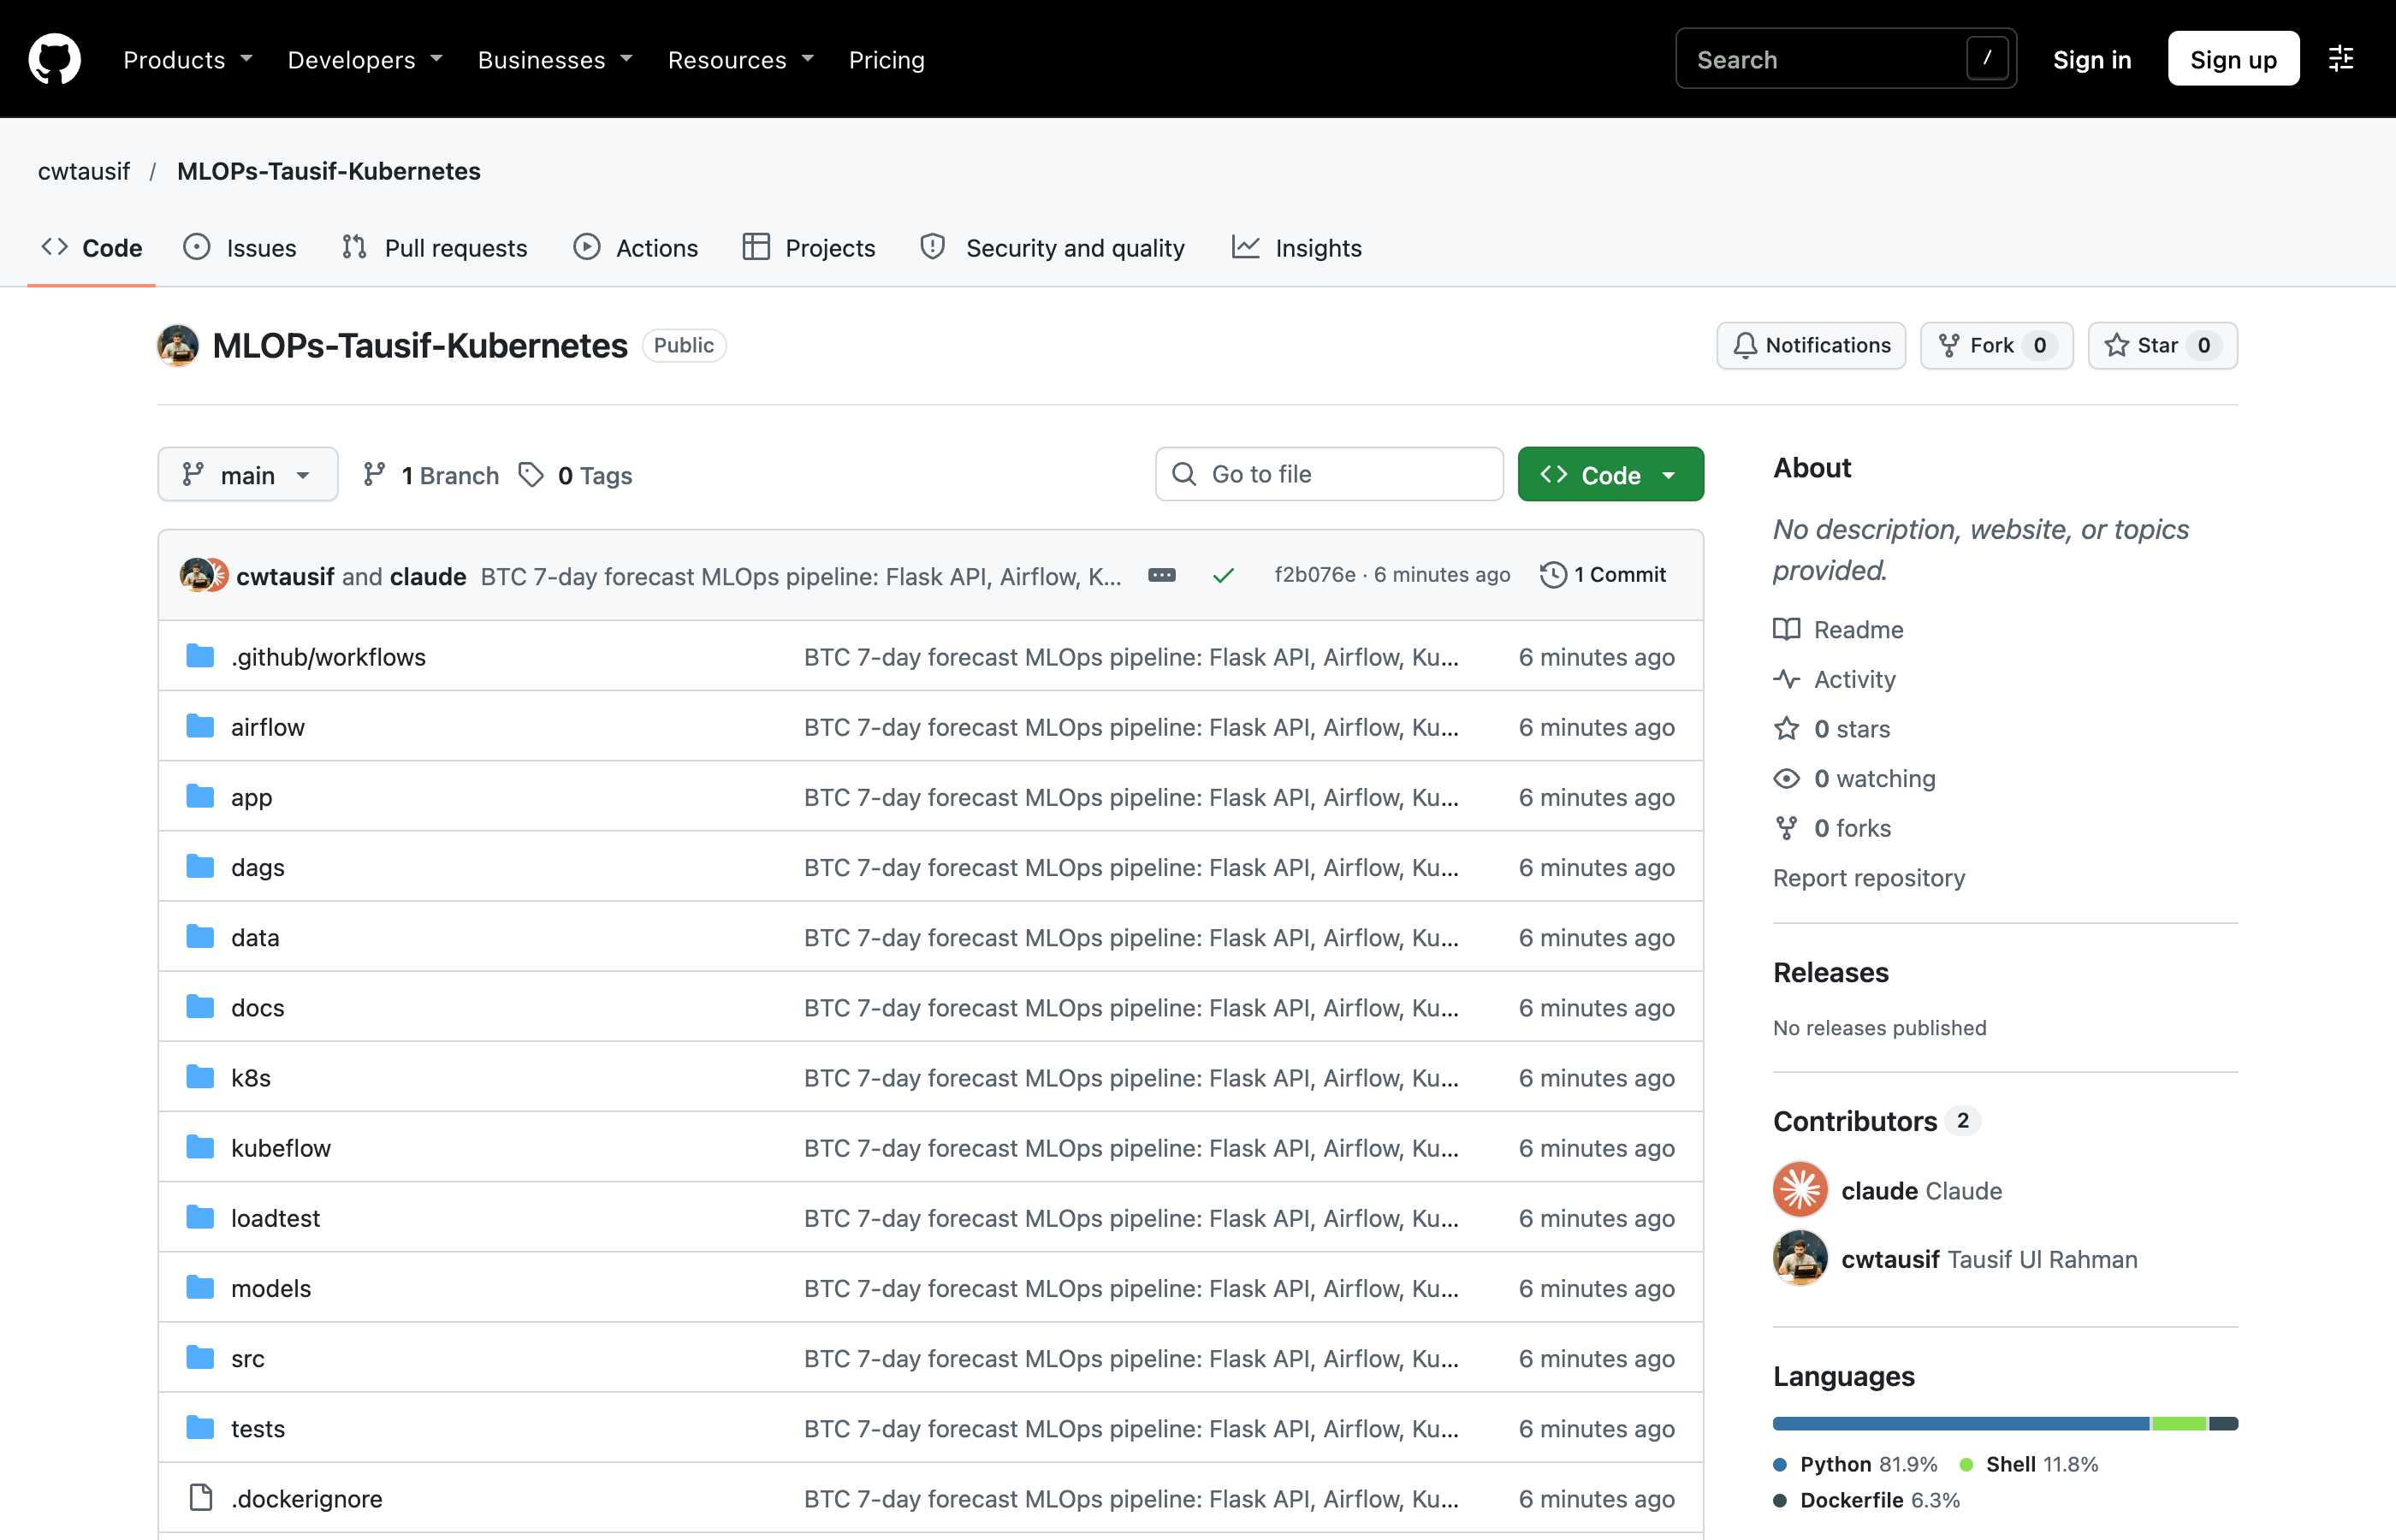 Products Developers Businesses Resources Pricing Search / Sign in Sign up
cwtausif / MLOPs-Tausif-Kubernetes
Code Issues Pull requests Actions Projects Security and quality Insights
MLOPs-Tausif-Kubernetes Public Notifications Fork 0 Star 0
main 1 Branch 0 Tags Go to file Code
cwtausif and claude BTC 7-day forecast MLOps pipeline: Flask API, Airflow, K... f2b076e · 6 minutes ago 1 Commit
.github/workflows BTC 7-day forecast MLOps pipeline: Flask API, Airflow, Ku... 6 minutes ago
airflow BTC 7-day forecast MLOps pipeline: Flask API, Airflow, Ku... 6 minutes ago
app BTC 7-day forecast MLOps pipeline: Flask API, Airflow, Ku... 6 minutes ago
dags BTC 7-day forecast MLOps pipeline: Flask API, Airflow, Ku... 6 minutes ago
data BTC 7-day forecast MLOps pipeline: Flask API, Airflow, Ku... 6 minutes ago
docs BTC 7-day forecast MLOps pipeline: Flask API, Airflow, Ku... 6 minutes ago
k8s BTC 7-day forecast MLOps pipeline: Flask API, Airflow, Ku... 6 minutes ago
kubeflow BTC 7-day forecast MLOps pipeline: Flask API, Airflow, Ku... 6 minutes ago
loadtest BTC 7-day forecast MLOps pipeline: Flask API, Airflow, Ku... 6 minutes ago
models BTC 7-day forecast MLOps pipeline: Flask API, Airflow, Ku... 6 minutes ago
src BTC 7-day forecast MLOps pipeline: Flask API, Airflow, Ku... 6 minutes ago
tests BTC 7-day forecast MLOps pipeline: Flask API, Airflow, Ku... 6 minutes ago
.dockerignore BTC 7-day forecast MLOps pipeline: Flask API, Airflow, Ku... 6 minutes ago
About
No description, website, or topics
provided.
Readme
Activity
0 stars
0 watching
0 forks
Report repository
Releases
No releases published
Contributors 2
claude Claude
cwtausif Tausif Ul Rahman
Languages
Python 81.9% Shell 11.8%
Dockerfile 6.3%